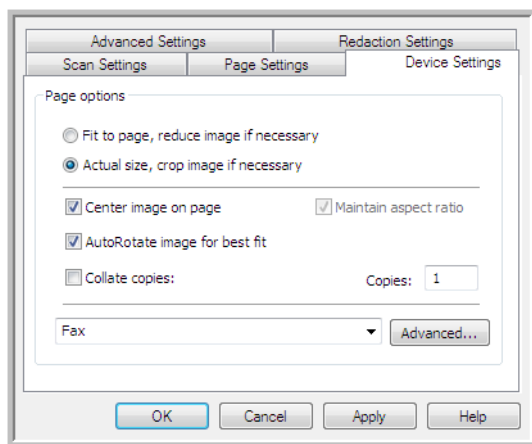 Advanced Settings Redaction Settings
Scan Settings Page Settings Device Settings
Page options
Fit to page, reduce image if necessary
Actual size, crop image if necessary
Center image on page Maintain aspect ratio
AutoRotate image for best fit
Collate copies: Copies: 1
Fax Advanced...
OK Cancel Apply Help